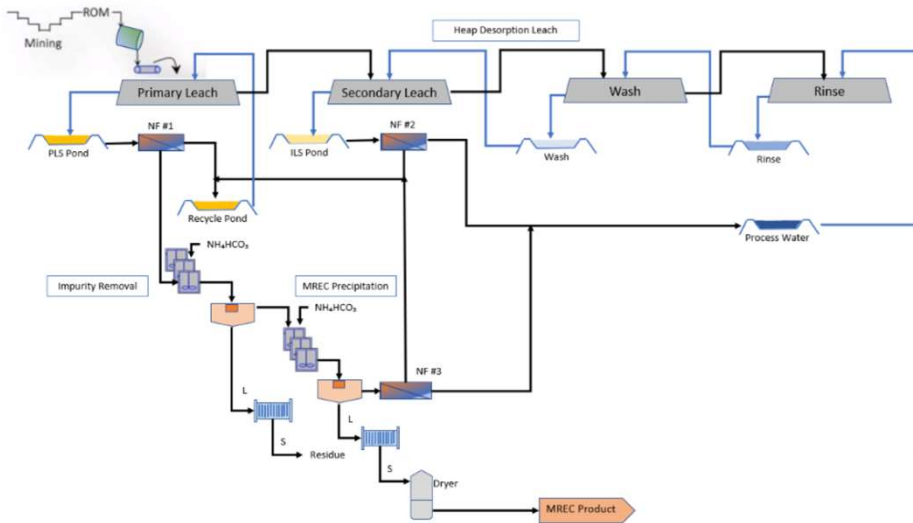 ROM
Mining
Heap Desorption Leach
Primary Leach
Secondary Leach
Wash
Rinse
NF #1
NF #2
PLS Pond
ILS Pond
Wash
Rinse
Recycle Pond
Process Water
NH₄HCO₃
Impurity Removal
MREC Precipitation
NH₄HCO₃
NF #3
L
L
S
Residue
S
Dryer
MREC Product